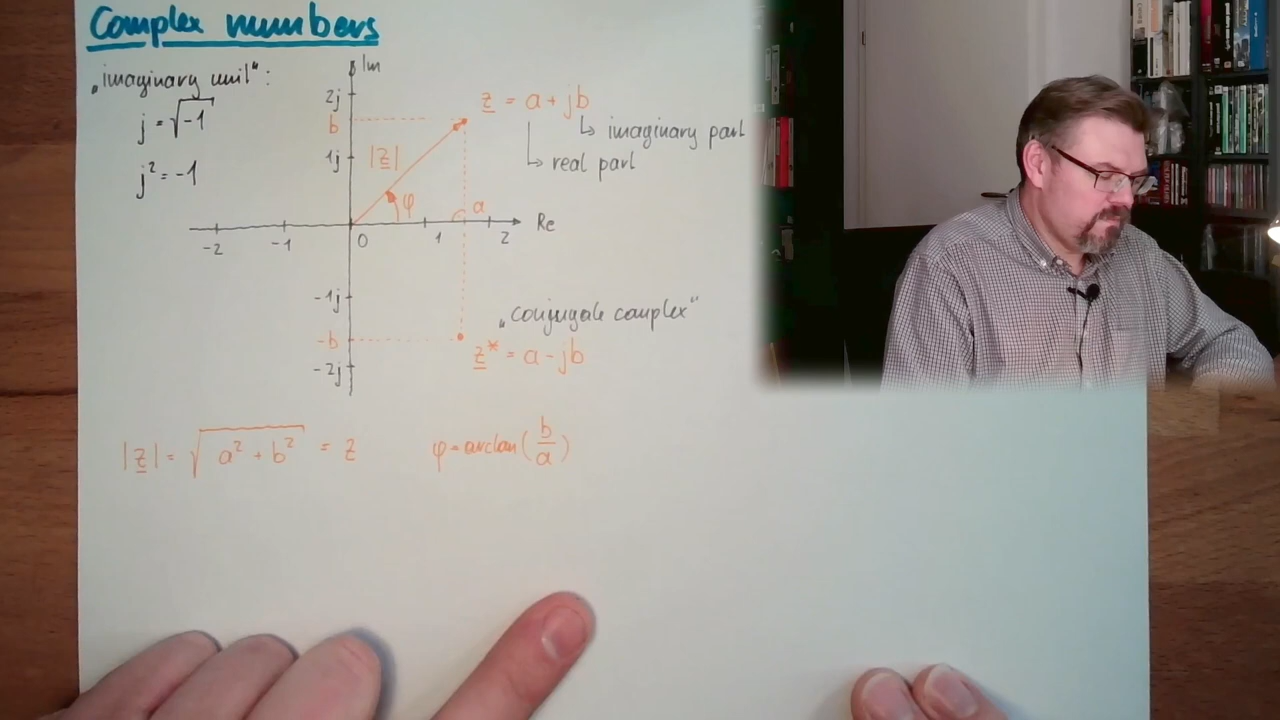 Complex numbers
„imaginary unit“:
j = √-1
j² = -1
Im
2j
b
1j
|z|
φ
a
-2
-1
0
1
2
Re
-1j
-b
-2j
z = a + jb
imaginary part
real part
„conjugate complex“
z* = a - jb
|z| = √a² + b² = z
φ = arctan(b/a)